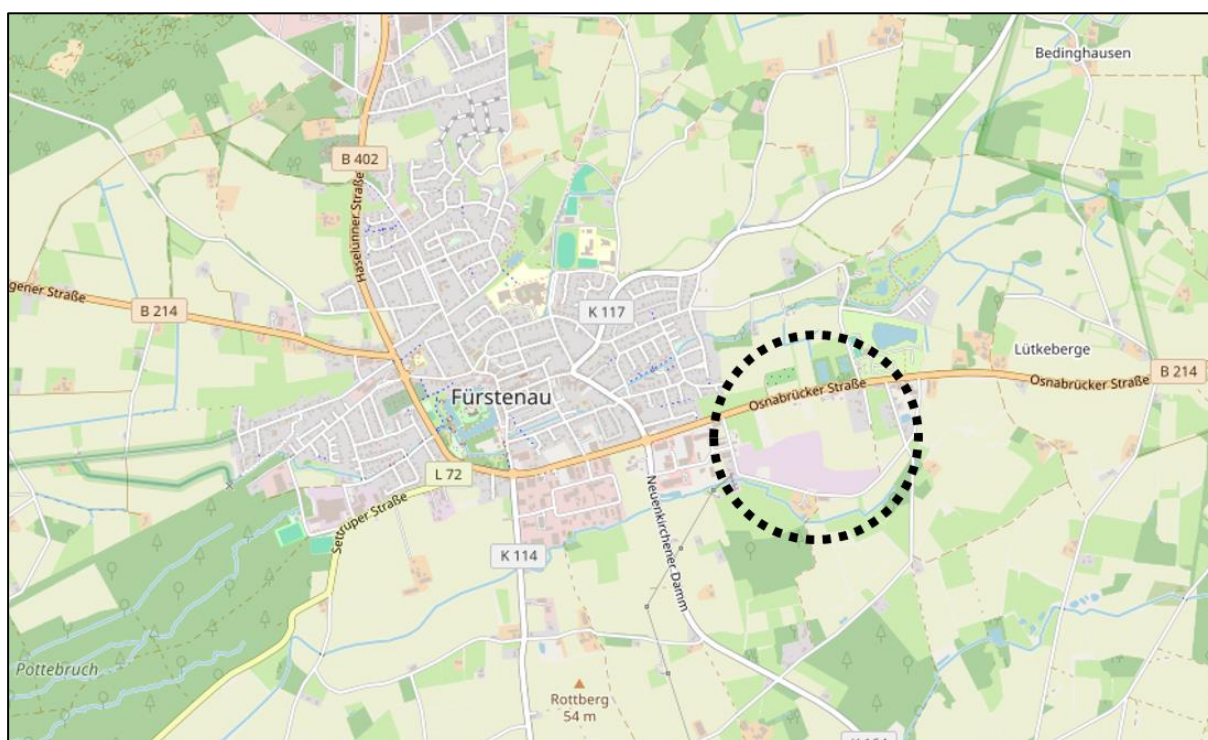 Bedinghausen
B 402
Haselünner Straße
gener Straße
B 214
K 117
Lütkeberge
B 214
Osnabrücker Straße
Osnabrücker Straße
Fürstenau
L 72
Settruper Straße
Neuenkirchener Damm
K 114
Pottebruch
Rottberg
54 m